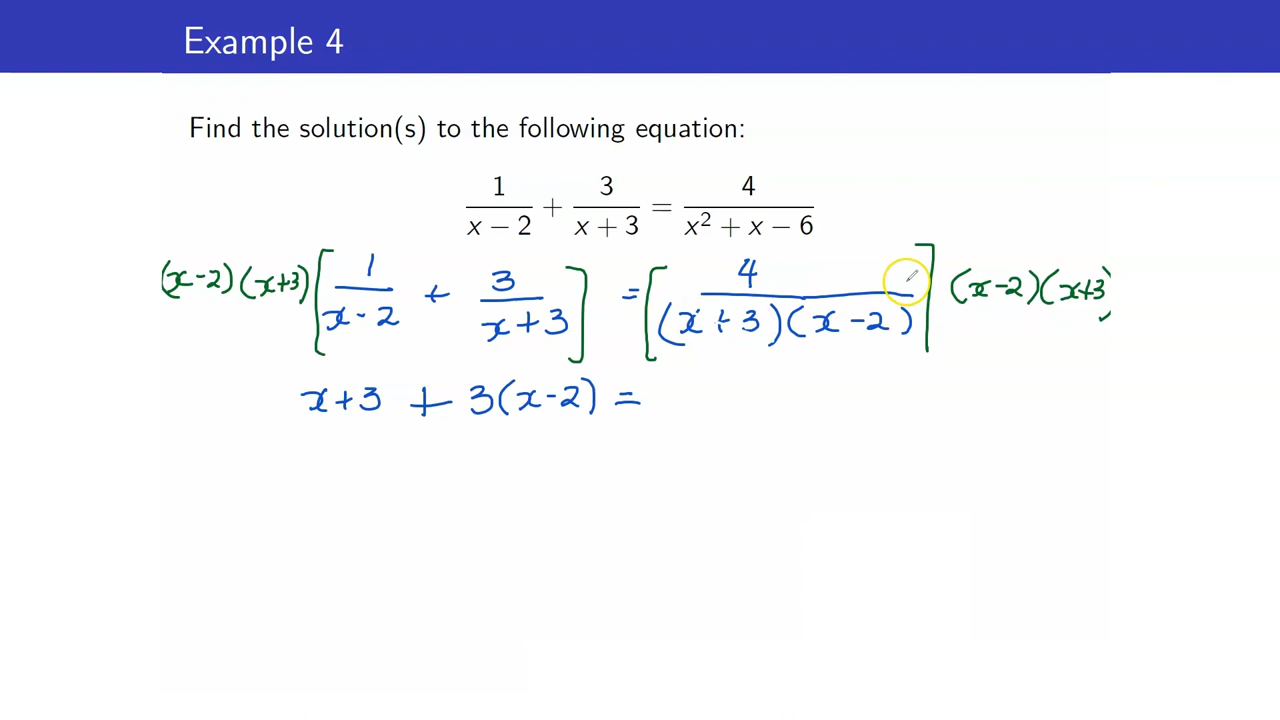 Example 4
Find the solution(s) to the following equation:
1/(x − 2) + 3/(x + 3) = 4/(x² + x − 6)
(x-2)(x+3) [ 1/(x-2) + 3/(x+3) ] = [ 4/((x+3)(x-2)) ] (x-2)(x+3)
x+3 + 3(x-2) =